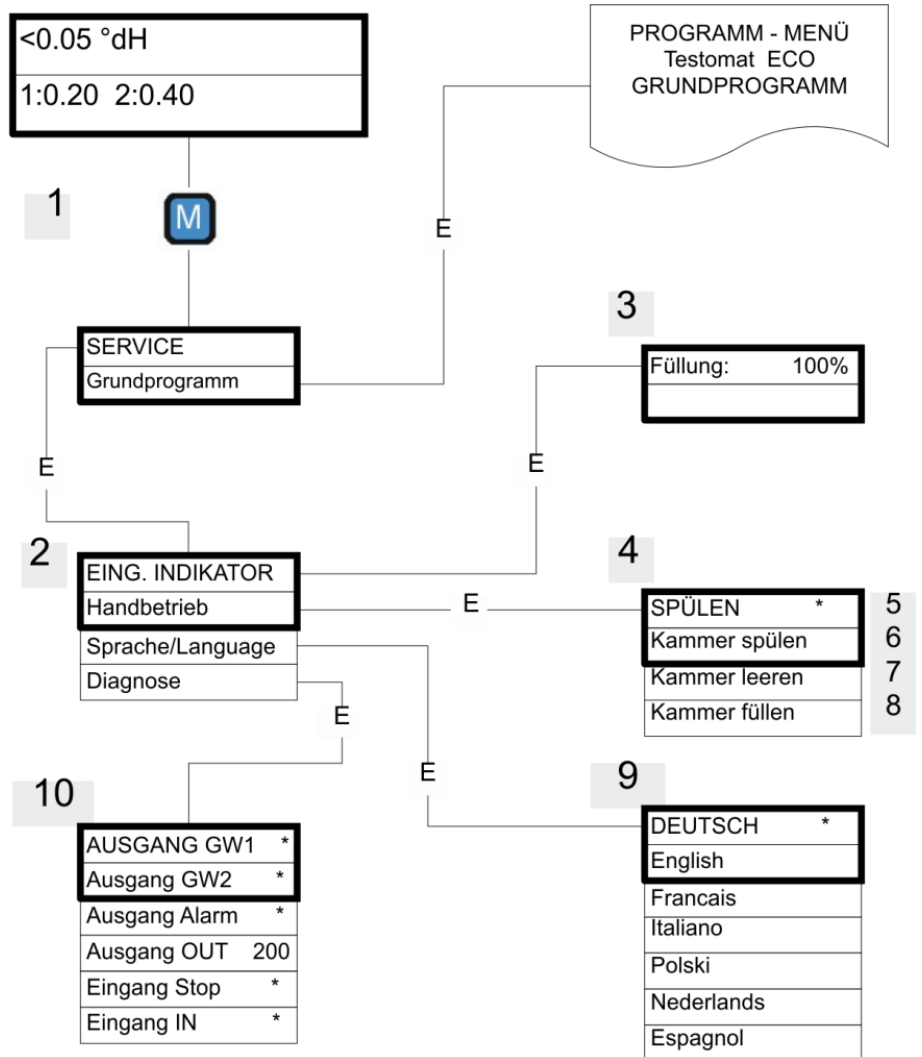 <0.05 °dH
1:0.20 2:0.40
PROGRAMM - MENÜ
Testomat ECO
GRUNDPROGRAMM
1
M
E
SERVICE
Grundprogramm
3
Füllung: 100%
E
E
2
EING. INDIKATOR
Handbetrieb
Sprache/Language
Diagnose
E
4
SPÜLEN * 5
Kammer spülen 6
Kammer leeren 7
Kammer füllen 8
E
E
10
AUSGANG GW1 *
Ausgang GW2 *
Ausgang Alarm *
Ausgang OUT 200
Eingang Stop *
Eingang IN *
9
DEUTSCH *
English
Francais
Italiano
Polski
Nederlands
Espagnol